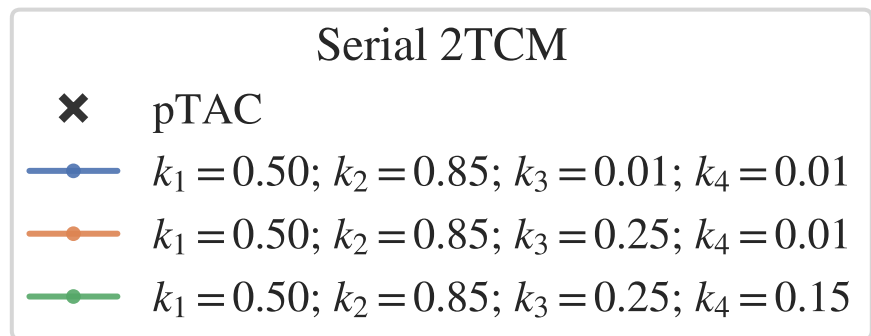 Serial 2TCM
pTAC
k₁ = 0.50; k₂ = 0.85; k₃ = 0.01; k₄ = 0.01
k₁ = 0.50; k₂ = 0.85; k₃ = 0.25; k₄ = 0.01
k₁ = 0.50; k₂ = 0.85; k₃ = 0.25; k₄ = 0.15